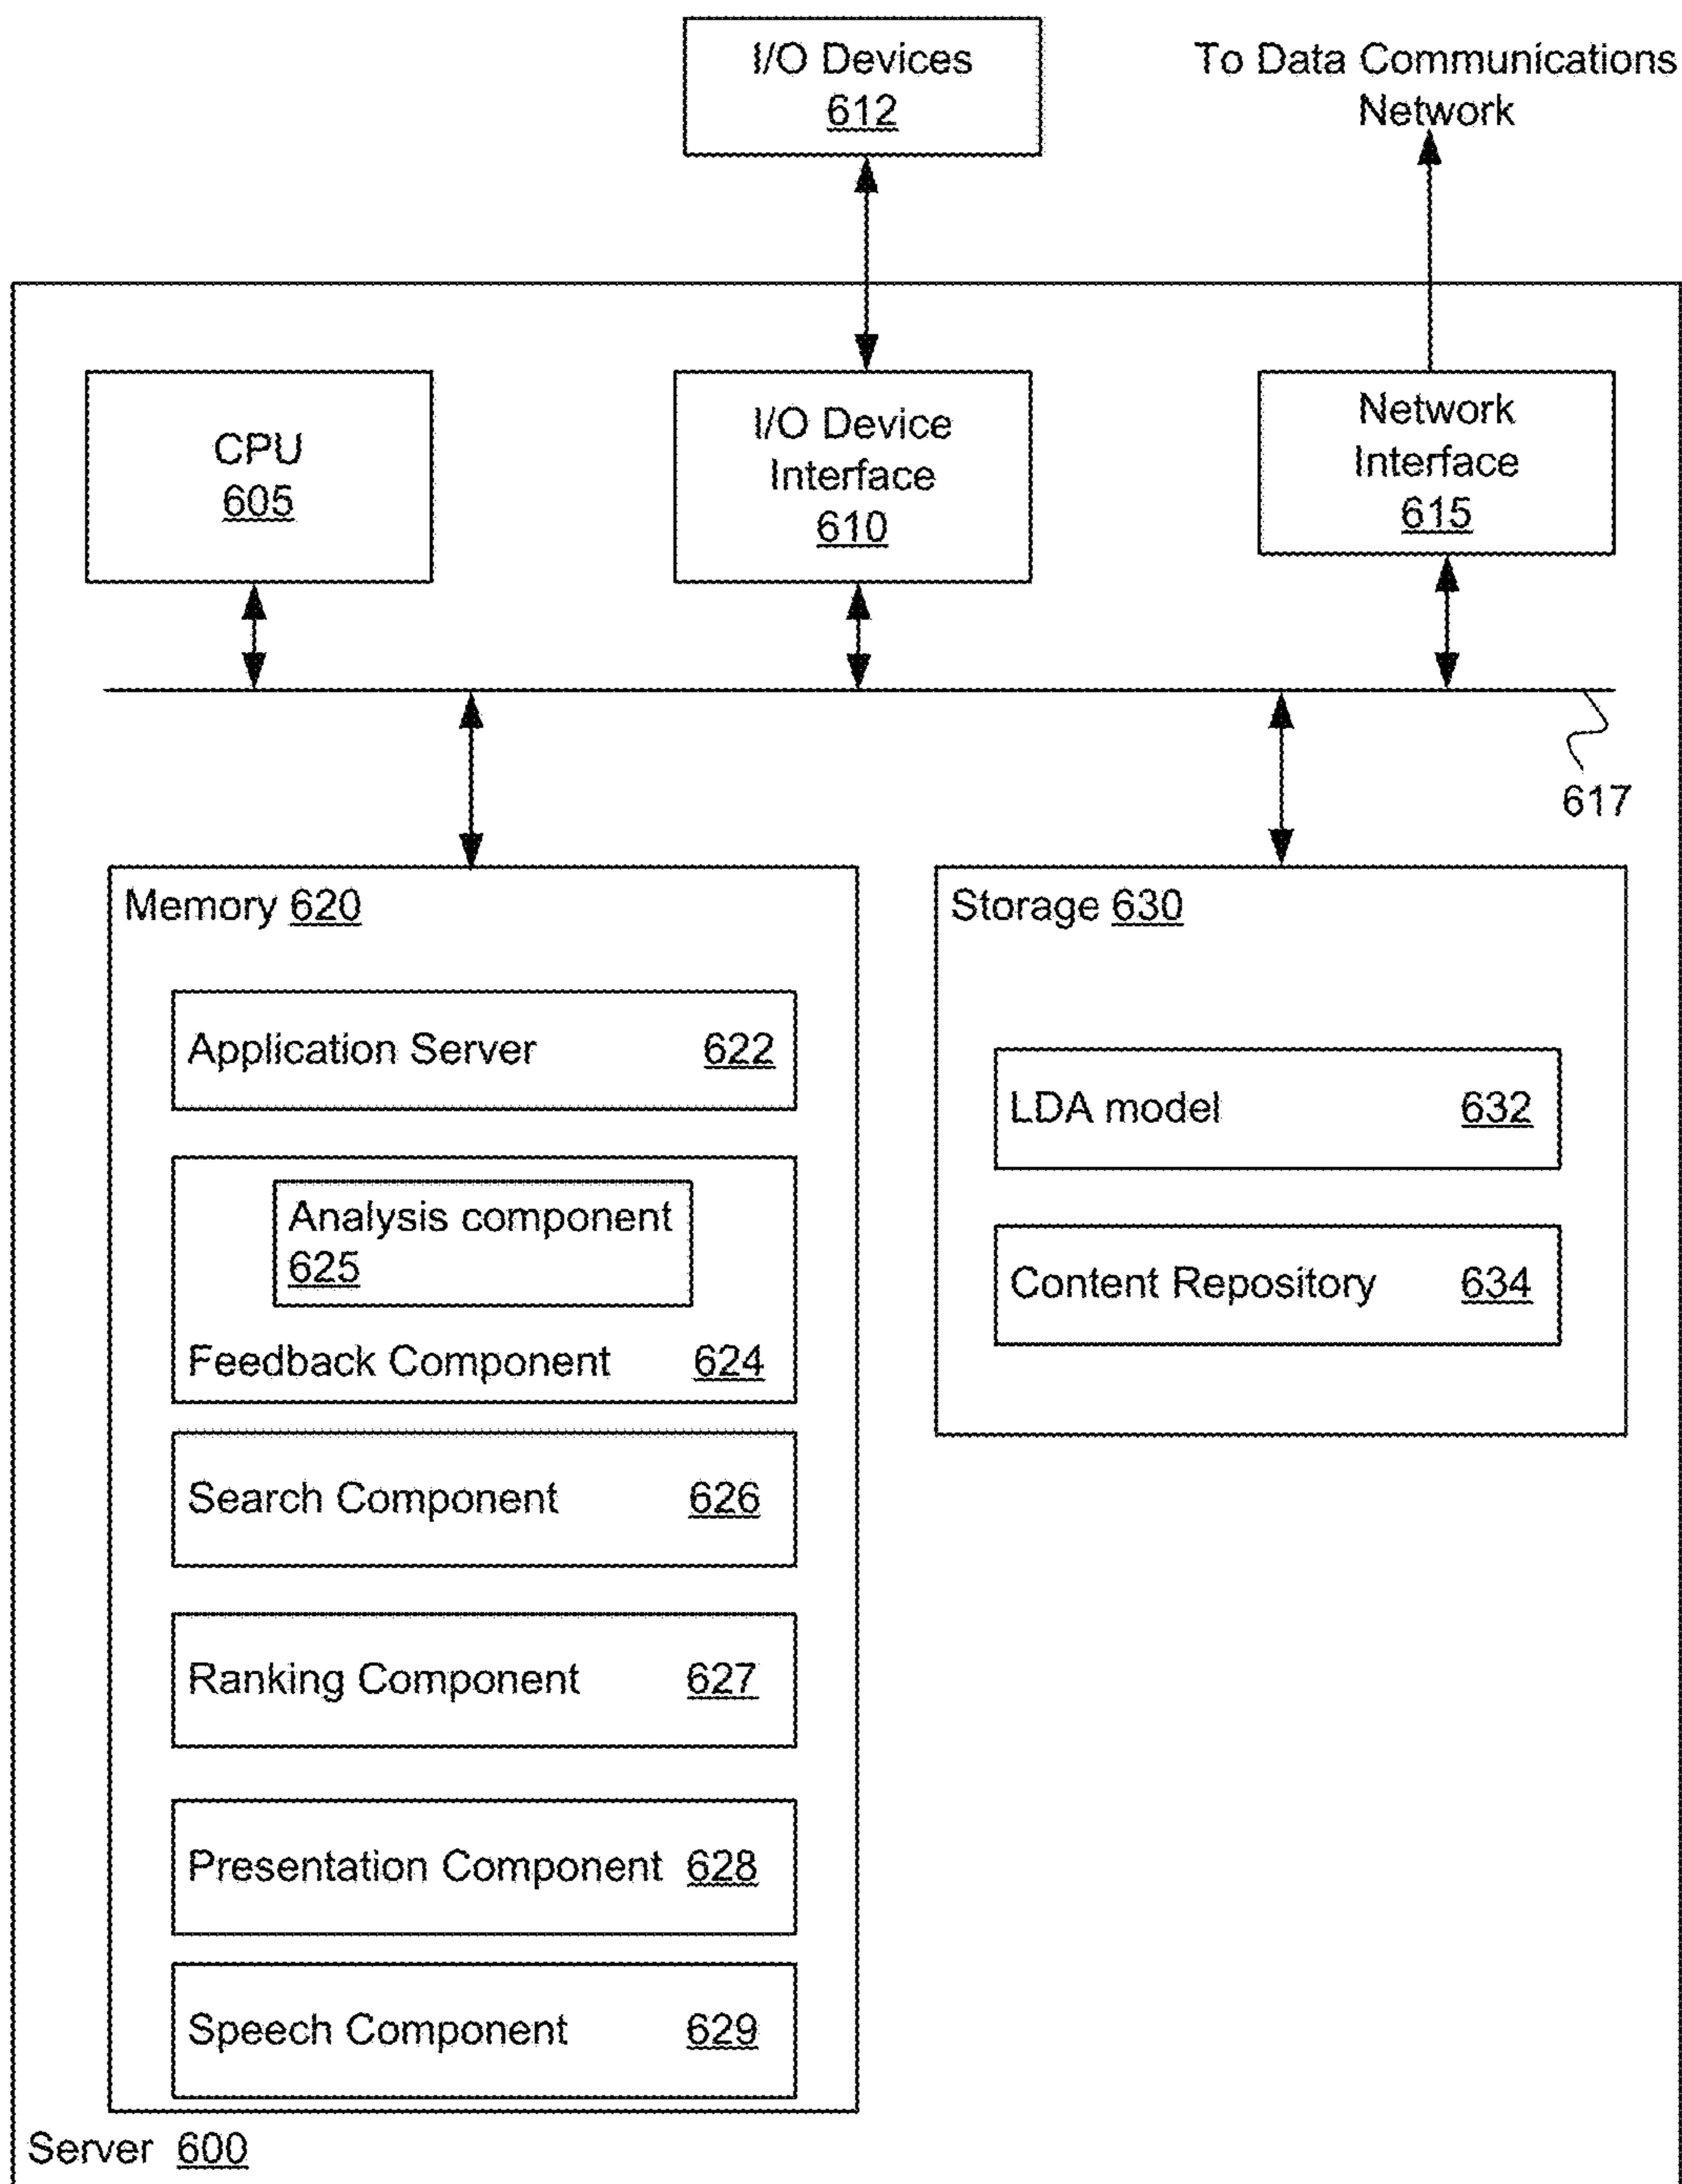 I/O Devices
612
To Data Communications
Network
CPU
605
I/O Device
Interface
610
Network
Interface
615
617
Memory 620
Application Server 622
Analysis component
625
Feedback Component 624
Search Component 626
Ranking Component 627
Presentation Component 628
Speech Component 629
Storage 630
LDA model 632
Content Repository 634
Server 600